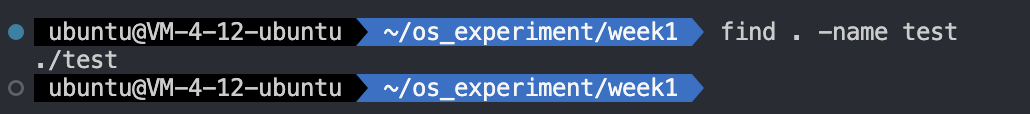 ubuntu@VM-4-12-ubuntu ~/os_experiment/week1 find . -name test
./test
ubuntu@VM-4-12-ubuntu ~/os_experiment/week1